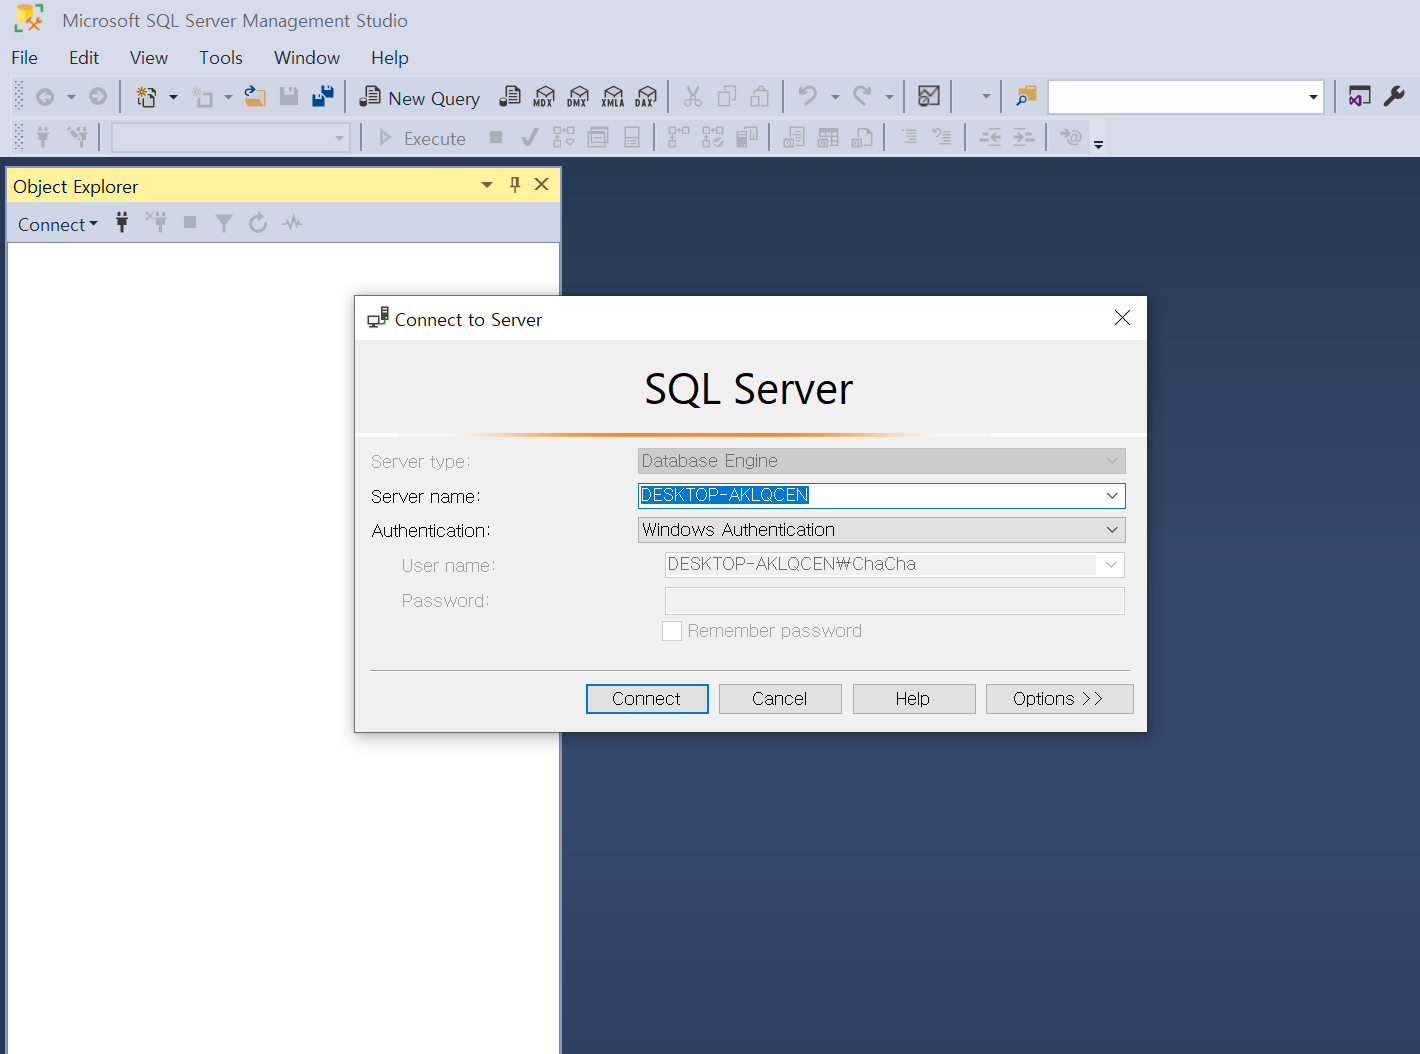 Microsoft SQL Server Management Studio
File Edit View Tools Window Help
New Query MDX DMX XMLA DAX
Execute
Object Explorer
Connect
Connect to Server
SQL Server
Server type: Database Engine
Server name: DESKTOP-AKLQCEN
Authentication: Windows Authentication
User name: DESKTOP-AKLQCEN₩ChaCha
Password:
Remember password
Connect Cancel Help Options >>